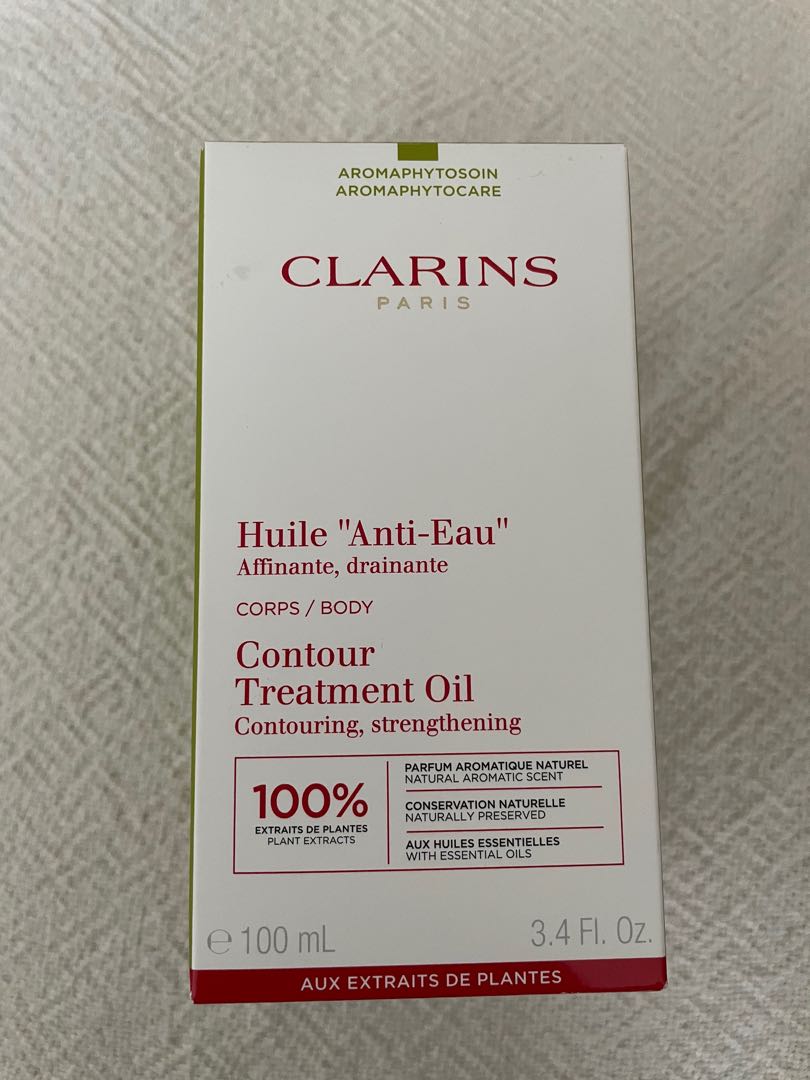 AROMAPHYTOSOIN
AROMAPHYTOCARE
CLARINS
PARIS
Huile "Anti-Eau"
Affinante, drainante
CORPS / BODY
Contour
Treatment Oil
Contouring, strengthening
100%
EXTRAITS DE PLANTES
PLANT EXTRACTS
PARFUM AROMATIQUE NATUREL
NATURAL AROMATIC SCENT
CONSERVATION NATURELLE
NATURALLY PRESERVED
AUX HUILES ESSENTIELLES
WITH ESSENTIAL OILS
℮ 100 mL
3.4 Fl. Oz.
AUX EXTRAITS DE PLANTES